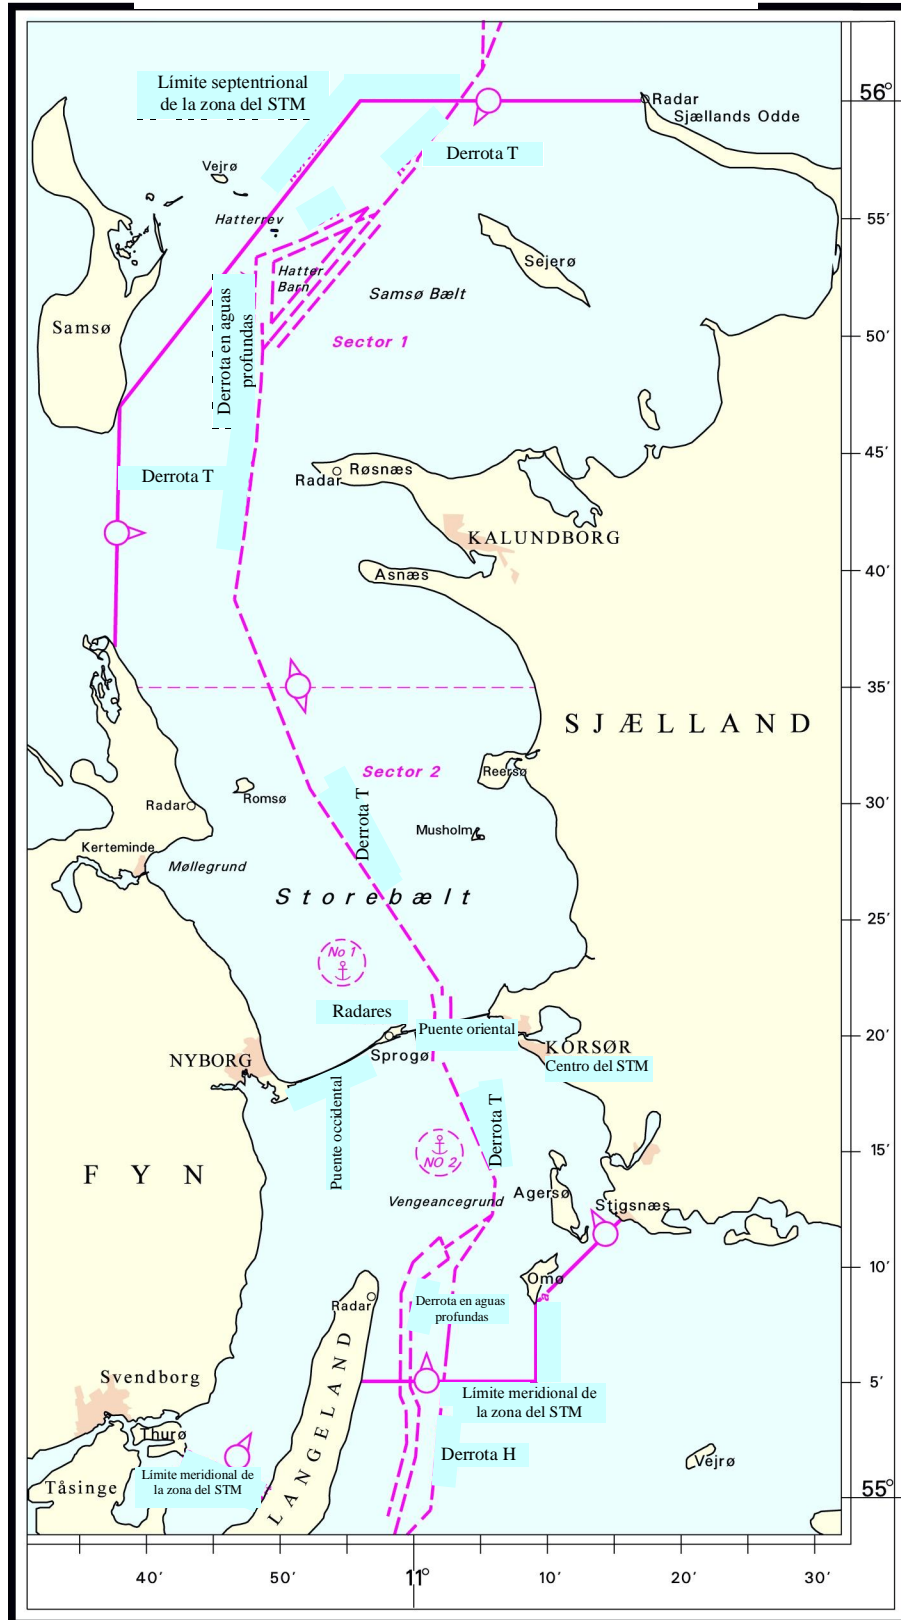 Límite septentrional
de la zona del STM
56°
Radar
Sjællands Odde
Derrota T
Vejrø
Hatterrev
55′
Hatter
Barn
Sejerø
Samsø Bælt
Samsø
Derrota en aguas
profundas
Sector 1
50′
45′
Derrota T
Radar
Røsnæs
KALUNDBORG
Asnæs
40′
35′
SJÆLLAND
Sector 2
Reersø
Romsø
Radar
30′
Derrota T
Musholm
Kerteminde
Møllegrund
Storebælt
25′
No 1
Radares
Puente oriental
20′
KORSØR
Sprogø
NYBORG
Centro del STM
Puente occidental
Derrota T
15′
NO 2
FYN
Agersø
Vengeancegrund
Stigsnæs
10′
Omø
Radar
Derrota en aguas
profundas
LANGELAND
Svendborg
5′
Límite meridional de
la zona del STM
Thurø
Derrota H
Vejrø
Límite meridional de
la zona del STM
Tåsinge
55°
40′
50′
11°
10′
20′
30′